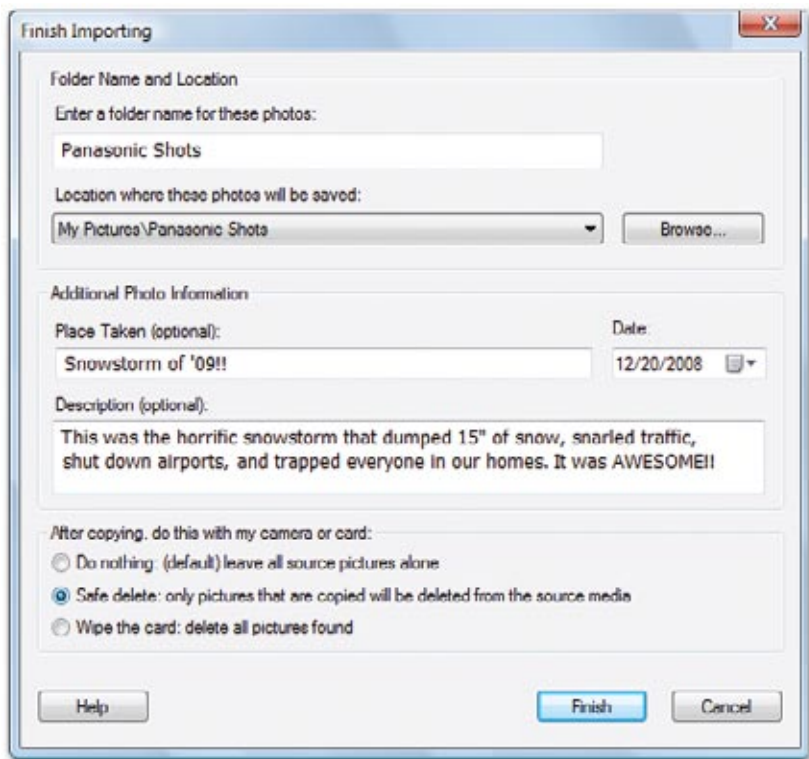 Finish Importing
Folder Name and Location
Enter a folder name for these photos:
Panasonic Shots
Location where these photos will be saved:
My Pictures\Panasonic Shots
Browse...
Additional Photo Information
Place Taken (optional):
Date:
Snowstorm of '09!!
12/20/2008
Description (optional):
This was the horrific snowstorm that dumped 15" of snow, snarled traffic,
shut down airports, and trapped everyone in our homes. It was AWESOME!!
After copying, do this with my camera or card:
Do nothing: (default) leave all source pictures alone
Safe delete: only pictures that are copied will be deleted from the source media
Wipe the card: delete all pictures found
Help
Finish
Cancel